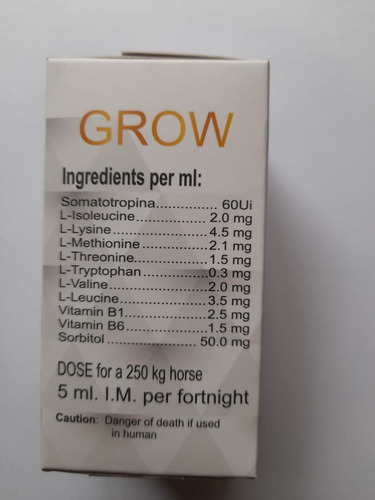 GROW
Ingredients per ml:
Somatotropina............... 60Ui
L-Isoleucine................ 2.0 mg
L-Lysine..................... 4.5 mg
L-Methionine............... 2.1 mg
L-Threonine................. 1.5 mg
L-Tryptophan...............0.3 mg
L-Valine...................... 2.0 mg
L-Leucine................... 3.5 mg
Vitamin B1.................. 2.5 mg
Vitamin B6.................. 1.5 mg
Sorbitol..................... 50.0 mg
DOSE for a 250 kg horse
5 ml. I.M. per fortnight
Caution: Danger of death if used
in human